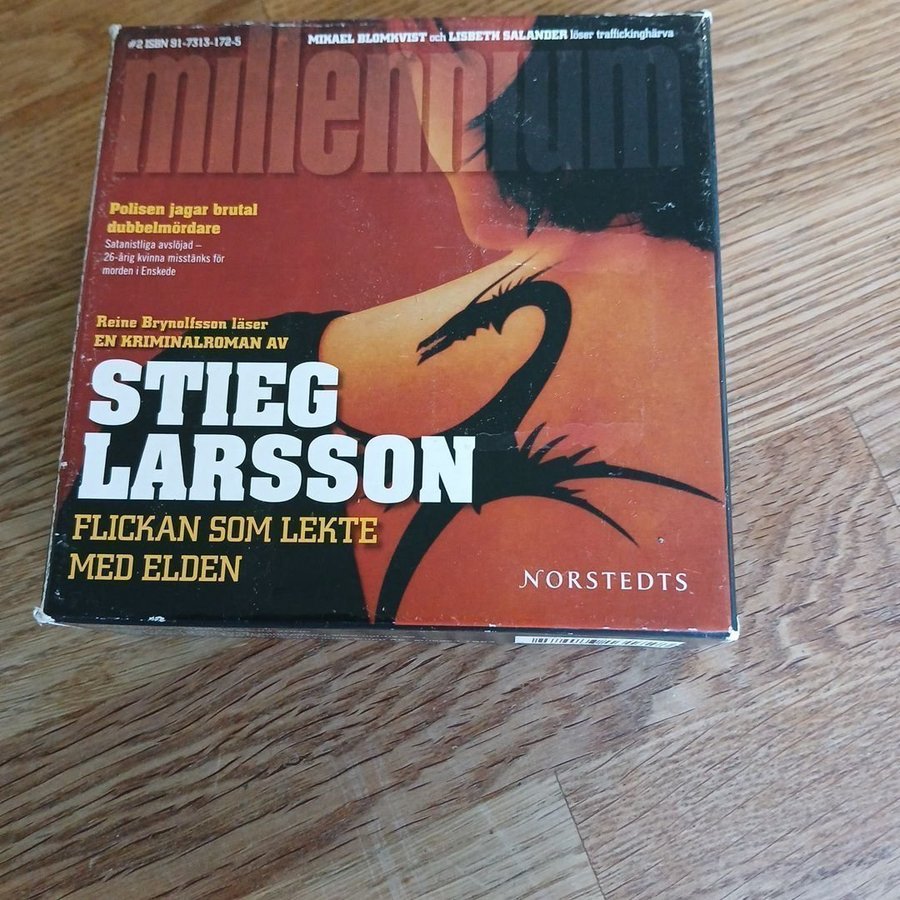 #2 ISBN 91-7313-172-5
MIKAEL BLOMKVIST och LISBETH SALANDER löser traffickinghärva
millennium
Polisen jagar brutal
dubbelmördare
Satanistliga avslöjad –
26-årig kvinna misstänks för
morden i Enskede
Reine Brynolfsson läser
EN KRIMINALROMAN AV
STIEG
LARSSON
FLICKAN SOM LEKTE
MED ELDEN
NORSTEDTS